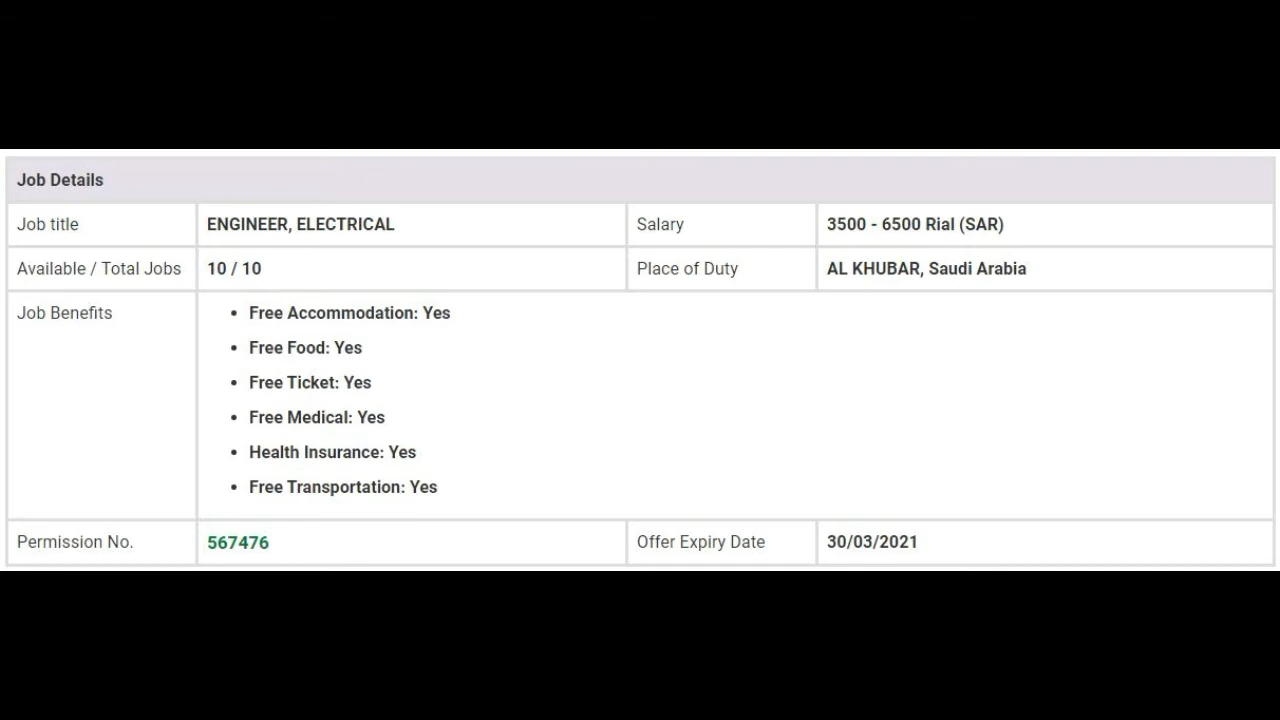 Job Details
Job title ENGINEER, ELECTRICAL Salary 3500 - 6500 Rial (SAR)
Available / Total Jobs 10 / 10 Place of Duty AL KHUBAR, Saudi Arabia
Job Benefits • Free Accommodation: Yes
• Free Food: Yes
• Free Ticket: Yes
• Free Medical: Yes
• Health Insurance: Yes
• Free Transportation: Yes
Permission No. 567476 Offer Expiry Date 30/03/2021